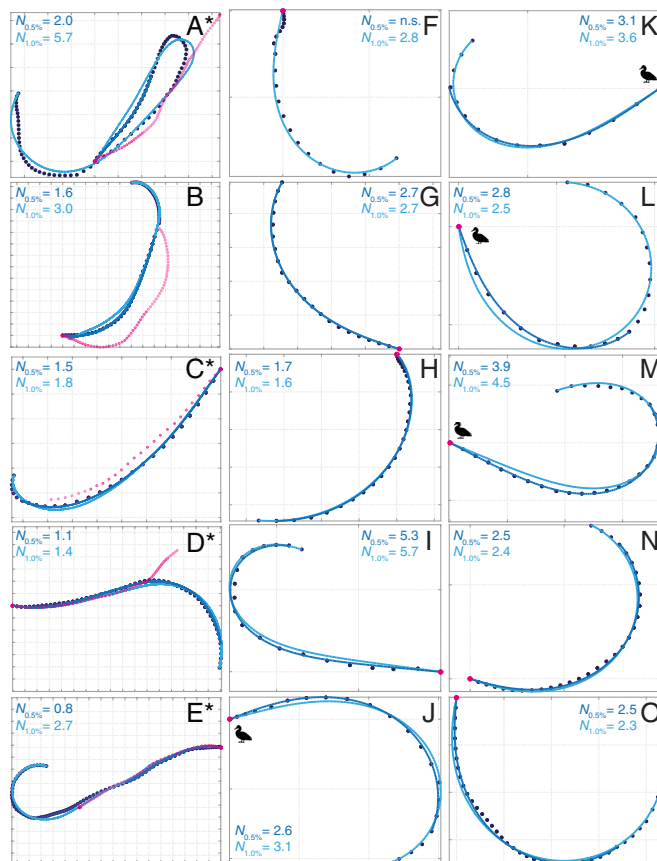 N0.5% = 2.0
N1.0% = 5.7
A*
N0.5% = n.s.
N1.0% = 2.8
F
N0.5% = 3.1
N1.0% = 3.6
K
N0.5% = 1.6
N1.0% = 3.0
B
N0.5% = 2.7
N1.0% = 2.7
G
N0.5% = 2.8
N1.0% = 2.5
L
N0.5% = 1.5
N1.0% = 1.8
C*
N0.5% = 1.7
N1.0% = 1.6
H
N0.5% = 3.9
N1.0% = 4.5
M
N0.5% = 1.1
N1.0% = 1.4
D*
N0.5% = 5.3
N1.0% = 5.7
I
N0.5% = 2.5
N1.0% = 2.4
N
N0.5% = 0.8
N1.0% = 2.7
E*
J
N0.5% = 2.6
N1.0% = 3.1
N0.5% = 2.5
N1.0% = 2.3
O